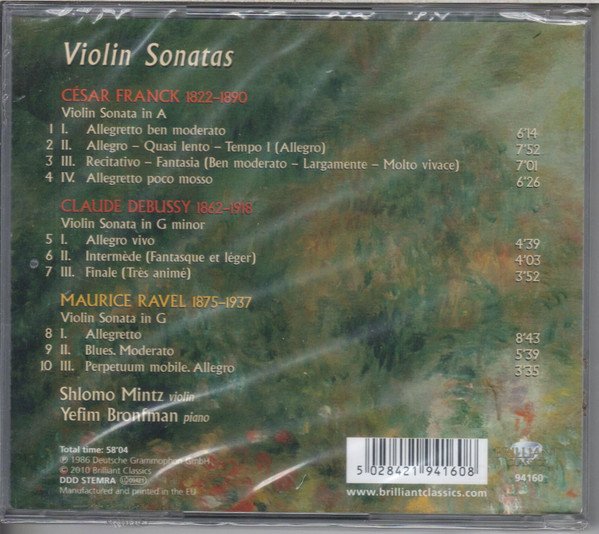 Violin Sonatas
CÉSAR FRANCK 1822–1890
Violin Sonata in A
1 I. Allegretto ben moderato 6'14
2 II. Allegro – Quasi lento – Tempo I (Allegro) 7'52
3 III. Recitativo – Fantasia (Ben moderato – Largamente – Molto vivace) 7'01
4 IV. Allegretto poco mosso 6'26
CLAUDE DEBUSSY 1862–1918
Violin Sonata in G minor
5 I. Allegro vivo 4'39
6 II. Intermède (Fantasque et léger) 4'03
7 III. Finale (Très animé) 3'52
MAURICE RAVEL 1875–1937
Violin Sonata in G
8 I. Allegretto 8'43
9 II. Blues. Moderato 5'39
10 III. Perpetuum mobile. Allegro 3'35
Shlomo Mintz violin
Yefim Bronfman piano
Total time: 58'04
℗ 1986 Deutsche Grammophon GmbH
© 2010 Brilliant Classics
DDD STEMRA
Manufactured and printed in the EU
5 028421 941608
www.brilliantclassics.com
94160